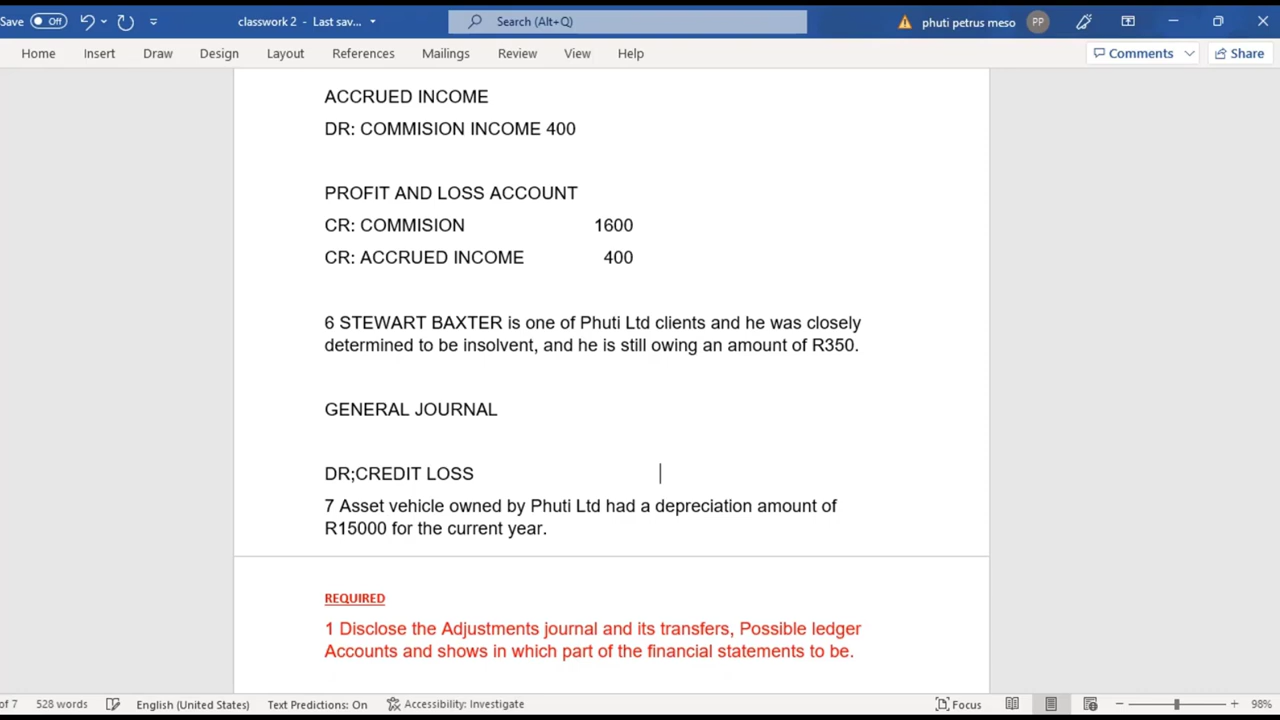 Save Off classwork 2 - Last sav... Search (Alt+Q) phuti petrus meso PP
Home Insert Draw Design Layout References Mailings Review View Help Comments Share
ACCRUED INCOME
DR: COMMISION INCOME 400
PROFIT AND LOSS ACCOUNT
CR: COMMISION 1600
CR: ACCRUED INCOME 400
6 STEWART BAXTER is one of Phuti Ltd clients and he was closely
determined to be insolvent, and he is still owing an amount of R350.
GENERAL JOURNAL
DR;CREDIT LOSS
7 Asset vehicle owned by Phuti Ltd had a depreciation amount of
R15000 for the current year.
REQUIRED
1 Disclose the Adjustments journal and its transfers, Possible ledger
Accounts and shows in which part of the financial statements to be.
of 7 528 words English (United States) Text Predictions: On Accessibility: Investigate Focus 98%